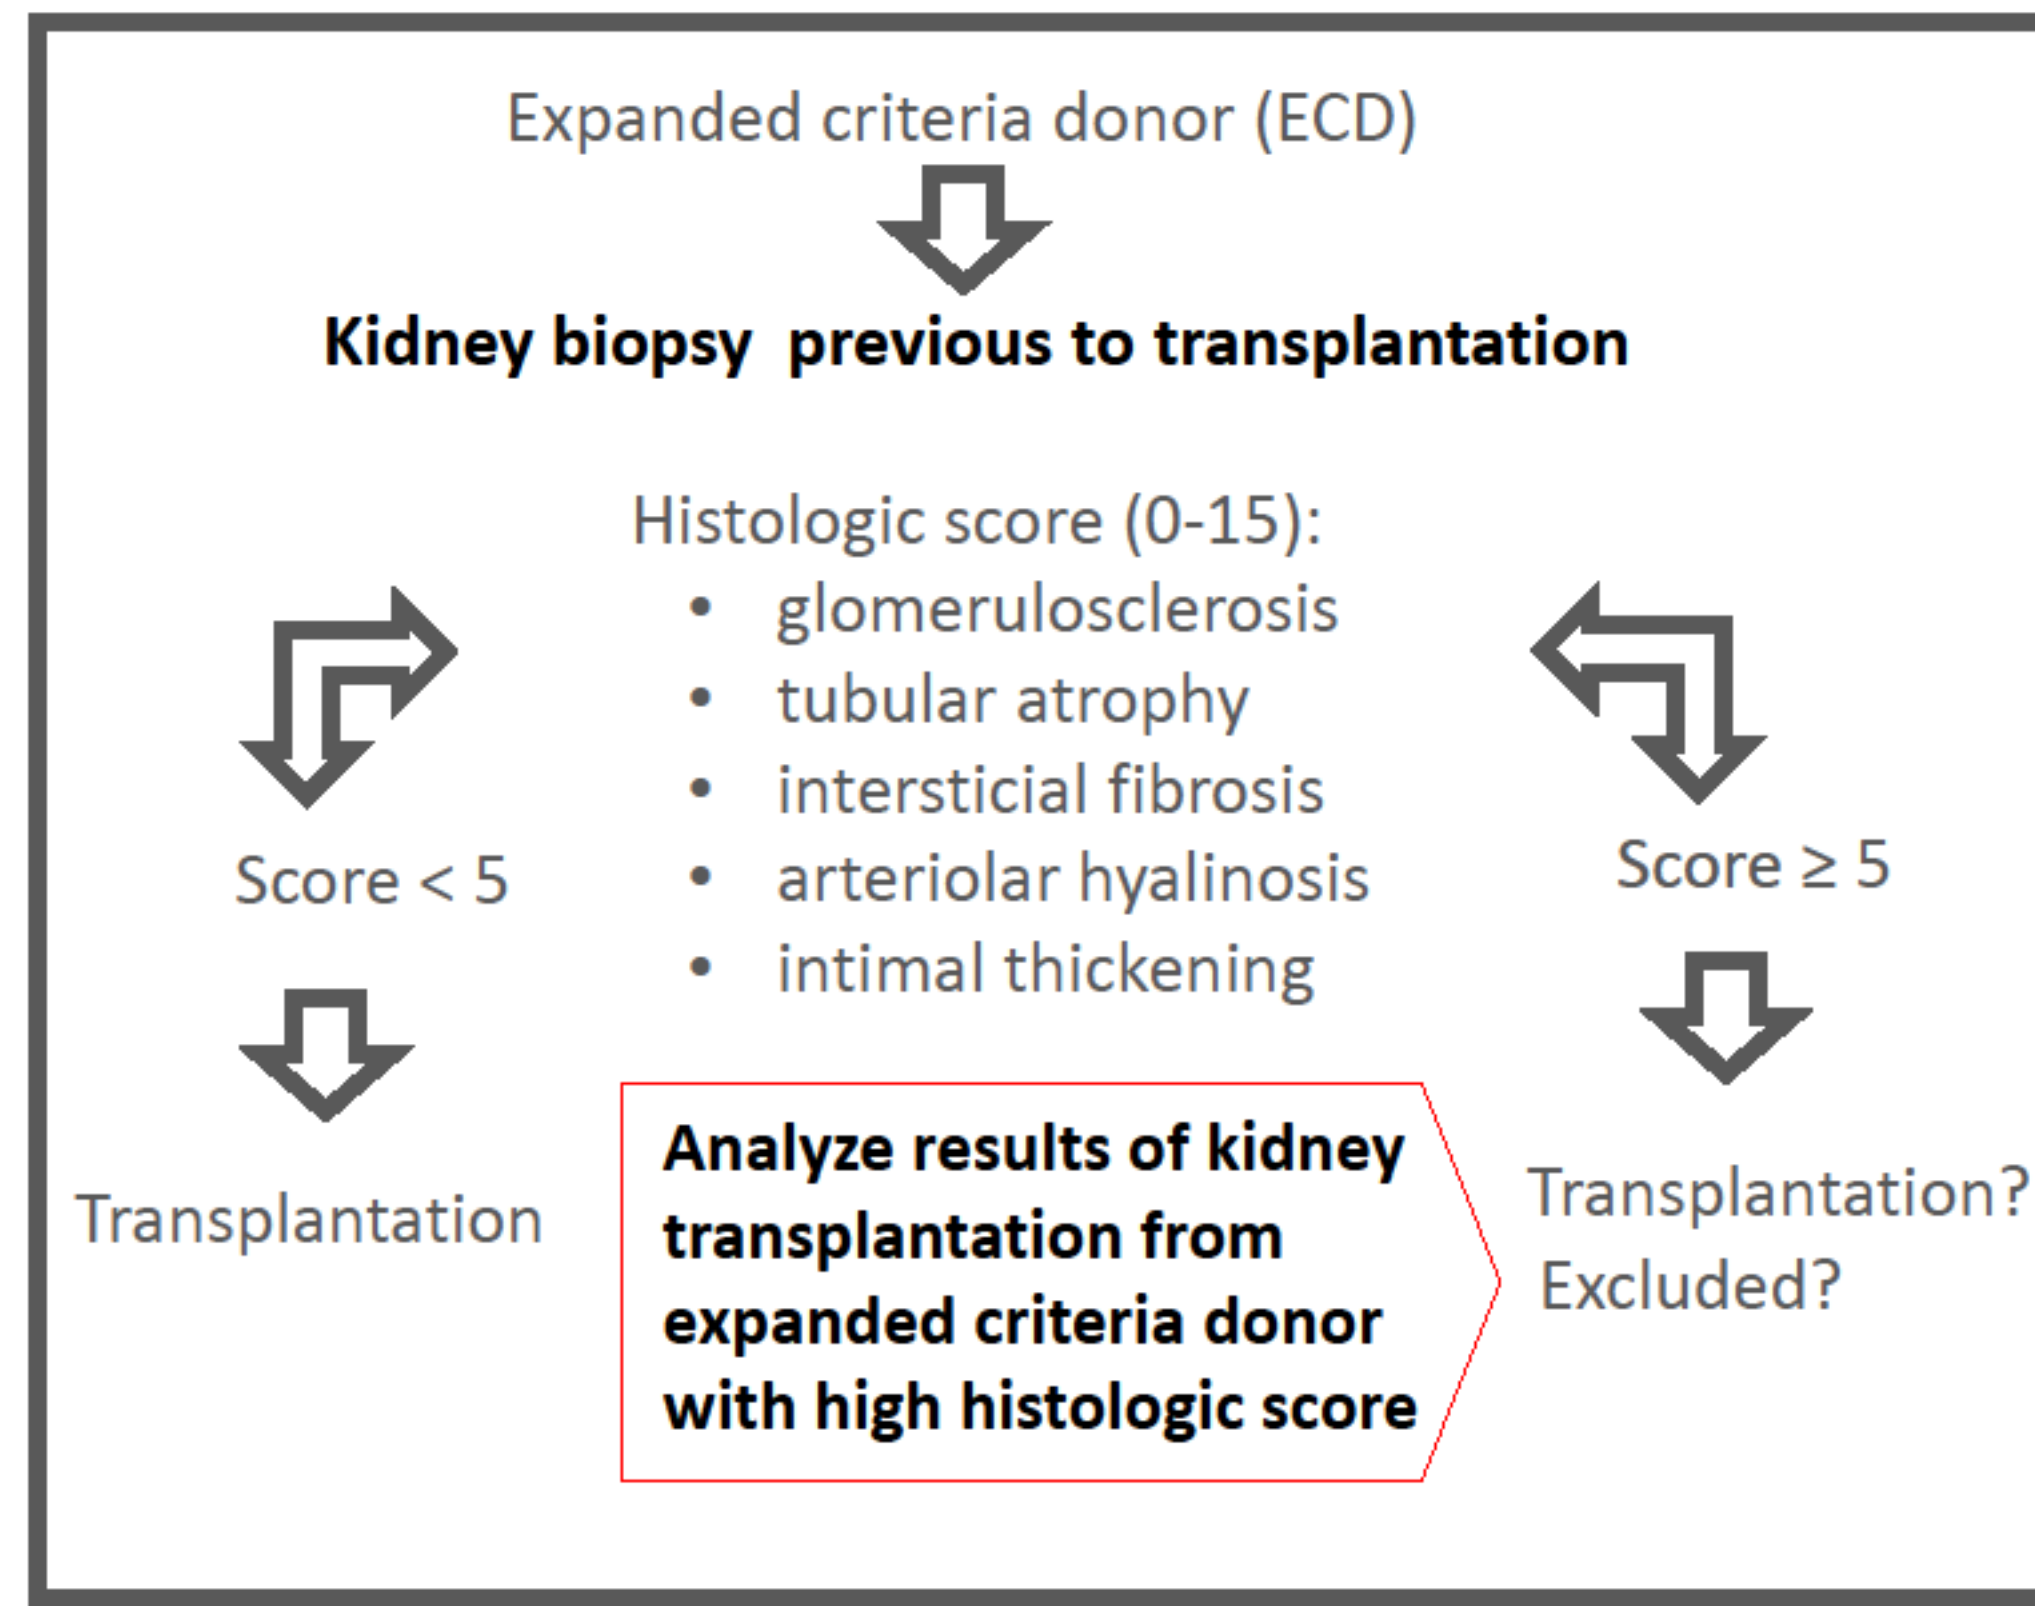 Expanded criteria donor (ECD)
Kidney biopsy previous to transplantation
Histologic score (0-15):
• glomerulosclerosis
• tubular atrophy
• intersticial fibrosis
• arteriolar hyalinosis
• intimal thickening
Score < 5
Transplantation
Score ≥ 5
Transplantation?
Excluded?
Analyze results of kidney
transplantation from
expanded criteria donor
with high histologic score